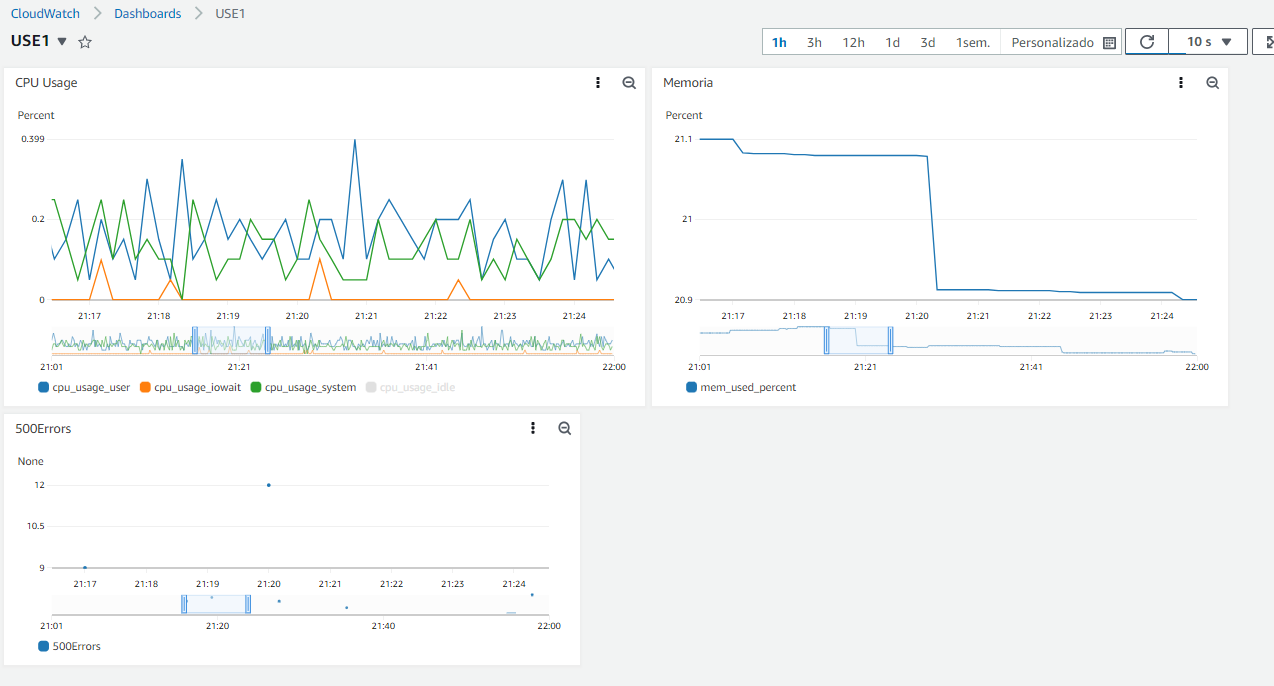 CloudWatch > Dashboards > USE1
USE1
1h 3h 12h 1d 3d 1sem. Personalizado 10 s
CPU Usage
Percent
0.399
0.2
0
21:17 21:18 21:19 21:20 21:21 21:22 21:23 21:24
21:01 21:21 21:41 22:00
cpu_usage_user cpu_usage_iowait cpu_usage_system cpu_usage_idle
Memoria
Percent
21.1
21
20.9
21:17 21:18 21:19 21:20 21:21 21:22 21:23 21:24
21:01 21:21 21:41 22:00
mem_used_percent
500Errors
None
12
10.5
9
21:17 21:18 21:19 21:20 21:21 21:22 21:23 21:24
21:01 21:20 21:40 22:00
500Errors